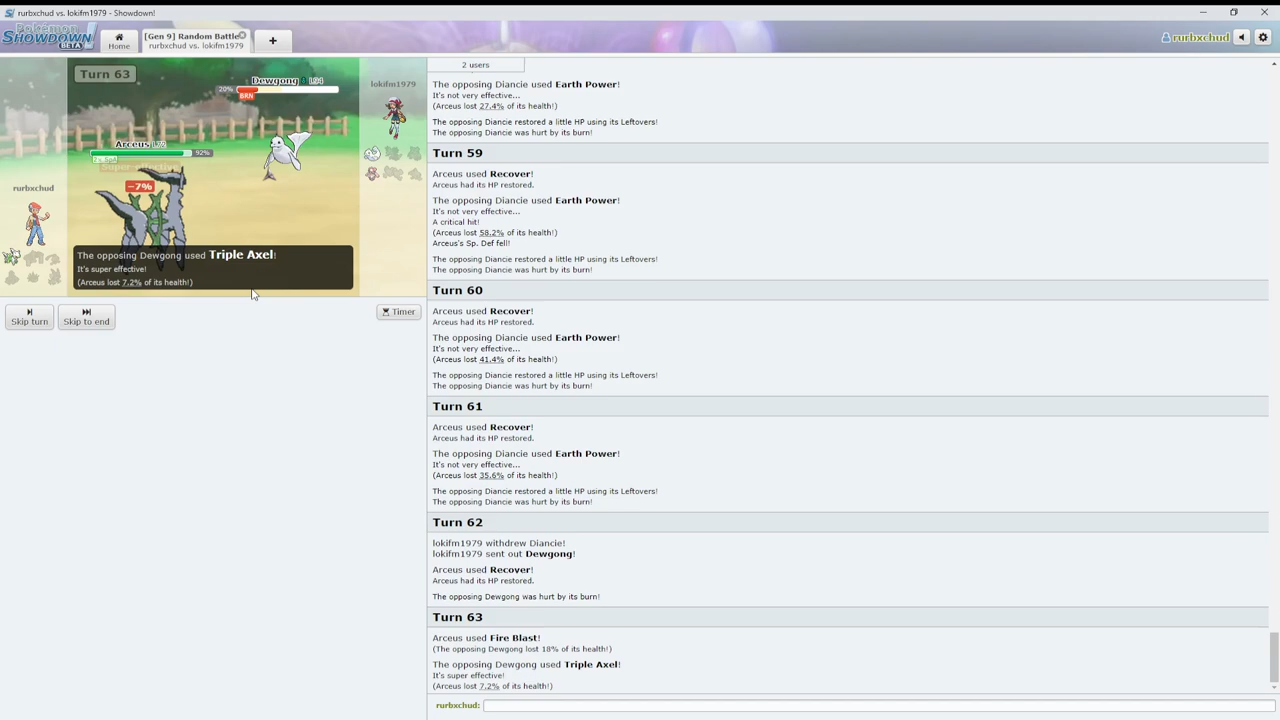 rurbxchud vs. lokifm1979 - Showdown!
Pokémon
SHOWDOWN!
BETA
Home
[Gen 9] Random Battle
rurbxchud vs. lokifm1979
+
rurbxchud
Turn 63
Dewgong L94
20%
BRN
lokifm1979
Arceus L72
92%
2x SpA
Super effective!
-7%
rurbxchud
The opposing Dewgong used Triple Axel!
It's super effective!
(Arceus lost 7.2% of its health!)
Skip turn
Skip to end
Timer
2 users
The opposing Diancie used Earth Power!
It's not very effective...
(Arceus lost 27.4% of its health!)
The opposing Diancie restored a little HP using its Leftovers!
The opposing Diancie was hurt by its burn!
Turn 59
Arceus used Recover!
Arceus had its HP restored.
The opposing Diancie used Earth Power!
It's not very effective...
A critical hit!
(Arceus lost 58.2% of its health!)
Arceus's Sp. Def fell!
The opposing Diancie restored a little HP using its Leftovers!
The opposing Diancie was hurt by its burn!
Turn 60
Arceus used Recover!
Arceus had its HP restored.
The opposing Diancie used Earth Power!
It's not very effective...
(Arceus lost 41.4% of its health!)
The opposing Diancie restored a little HP using its Leftovers!
The opposing Diancie was hurt by its burn!
Turn 61
Arceus used Recover!
Arceus had its HP restored.
The opposing Diancie used Earth Power!
It's not very effective...
(Arceus lost 35.6% of its health!)
The opposing Diancie restored a little HP using its Leftovers!
The opposing Diancie was hurt by its burn!
Turn 62
lokifm1979 withdrew Diancie!
lokifm1979 sent out Dewgong!
Arceus used Recover!
Arceus had its HP restored.
The opposing Dewgong was hurt by its burn!
Turn 63
Arceus used Fire Blast!
(The opposing Dewgong lost 18% of its health!)
The opposing Dewgong used Triple Axel!
It's super effective!
(Arceus lost 7.2% of its health!)
rurbxchud: